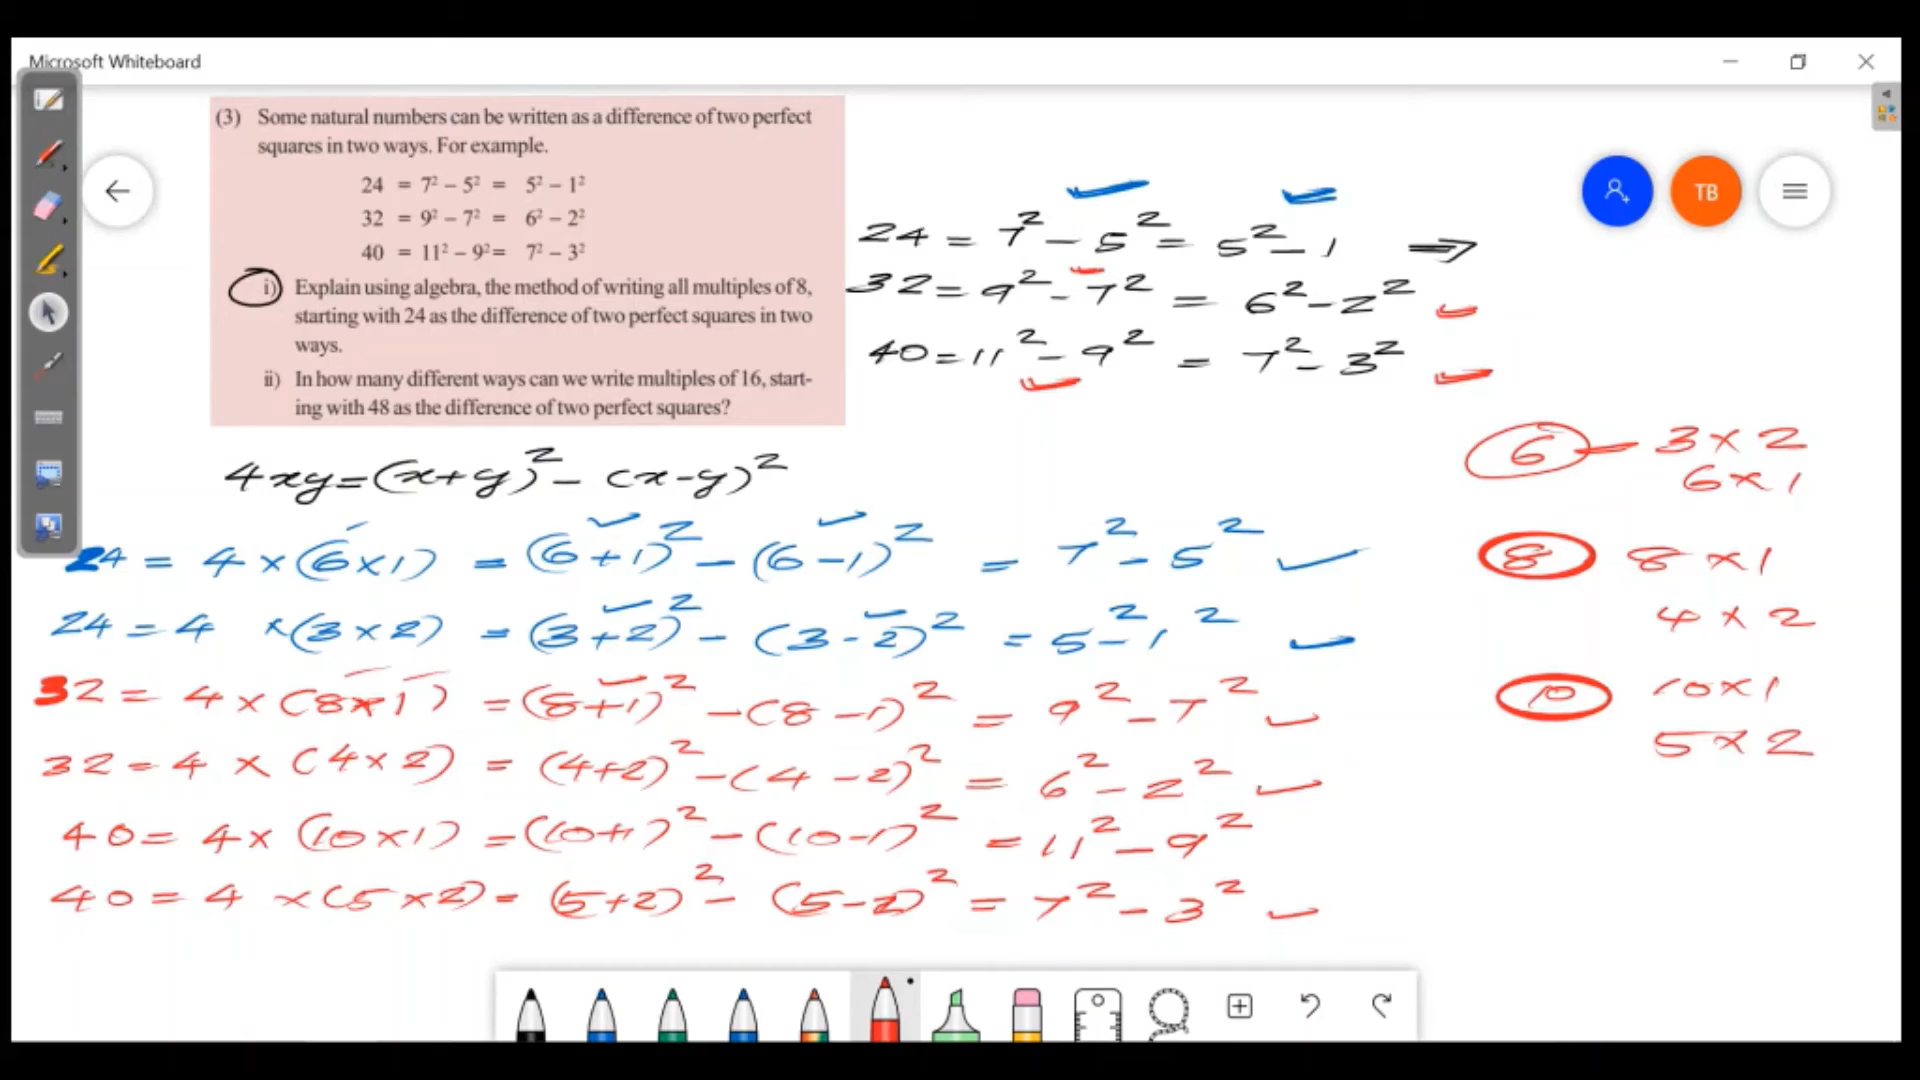 Microsoft Whiteboard
(3) Some natural numbers can be written as a difference of two perfect
squares in two ways. For example.
24 = 7² – 5² = 5² – 1²
32 = 9² – 7² = 6² – 2²
40 = 11² – 9² = 7² – 3²
i) Explain using algebra, the method of writing all multiples of 8,
starting with 24 as the difference of two perfect squares in two
ways.
ii) In how many different ways can we write multiples of 16, start-
ing with 48 as the difference of two perfect squares?
TB
24 = 7² – 5² = 5² – 1 ⇒
32 = 9² – 7² = 6² – 2²
40 = 11² – 9² = 7² – 3²
4xy = (x+y)² – (x-y)²
24 = 4 × (6×1) = (6+1)² – (6-1)² = 7² – 5²
24 = 4 × (3×2) = (3+2)² – (3-2)² = 5² – 1²
32 = 4 × (8×1) = (8+1)² – (8-1)² = 9² – 7²
32 = 4 × (4×2) = (4+2)² – (4-2)² = 6² – 2²
40 = 4 × (10×1) = (10+1)² – (10-1)² = 11² – 9²
40 = 4 × (5×2) = (5+2)² – (5-2)² = 7² – 3²
6 – 3×2
6×1
8 8×1
4×2
10 10×1
5×2